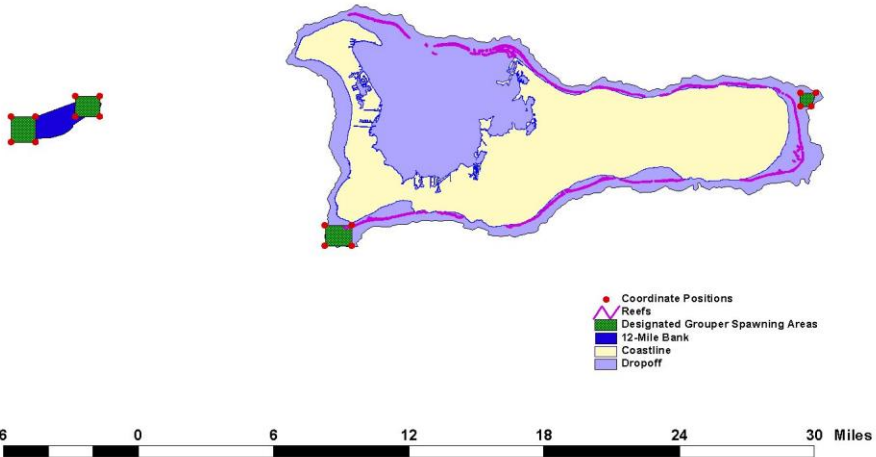 Coordinate Positions
Reefs
Designated Grouper Spawning Areas
12-Mile Bank
Coastline
Dropoff
6 0 6 12 18 24 30 Miles